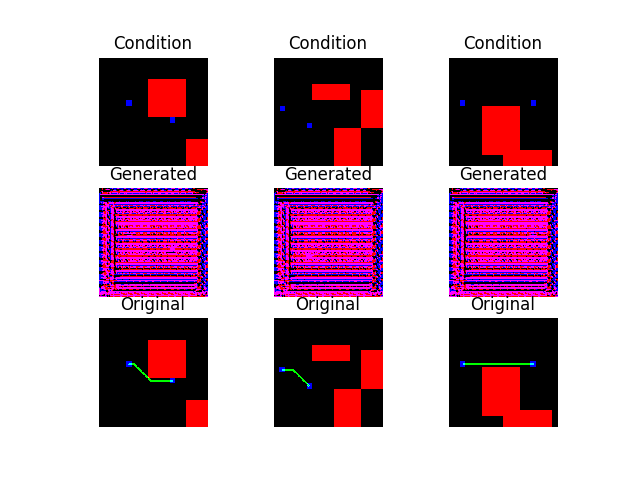 Condition Condition Condition
Generated Generated Generated
Original Original Original